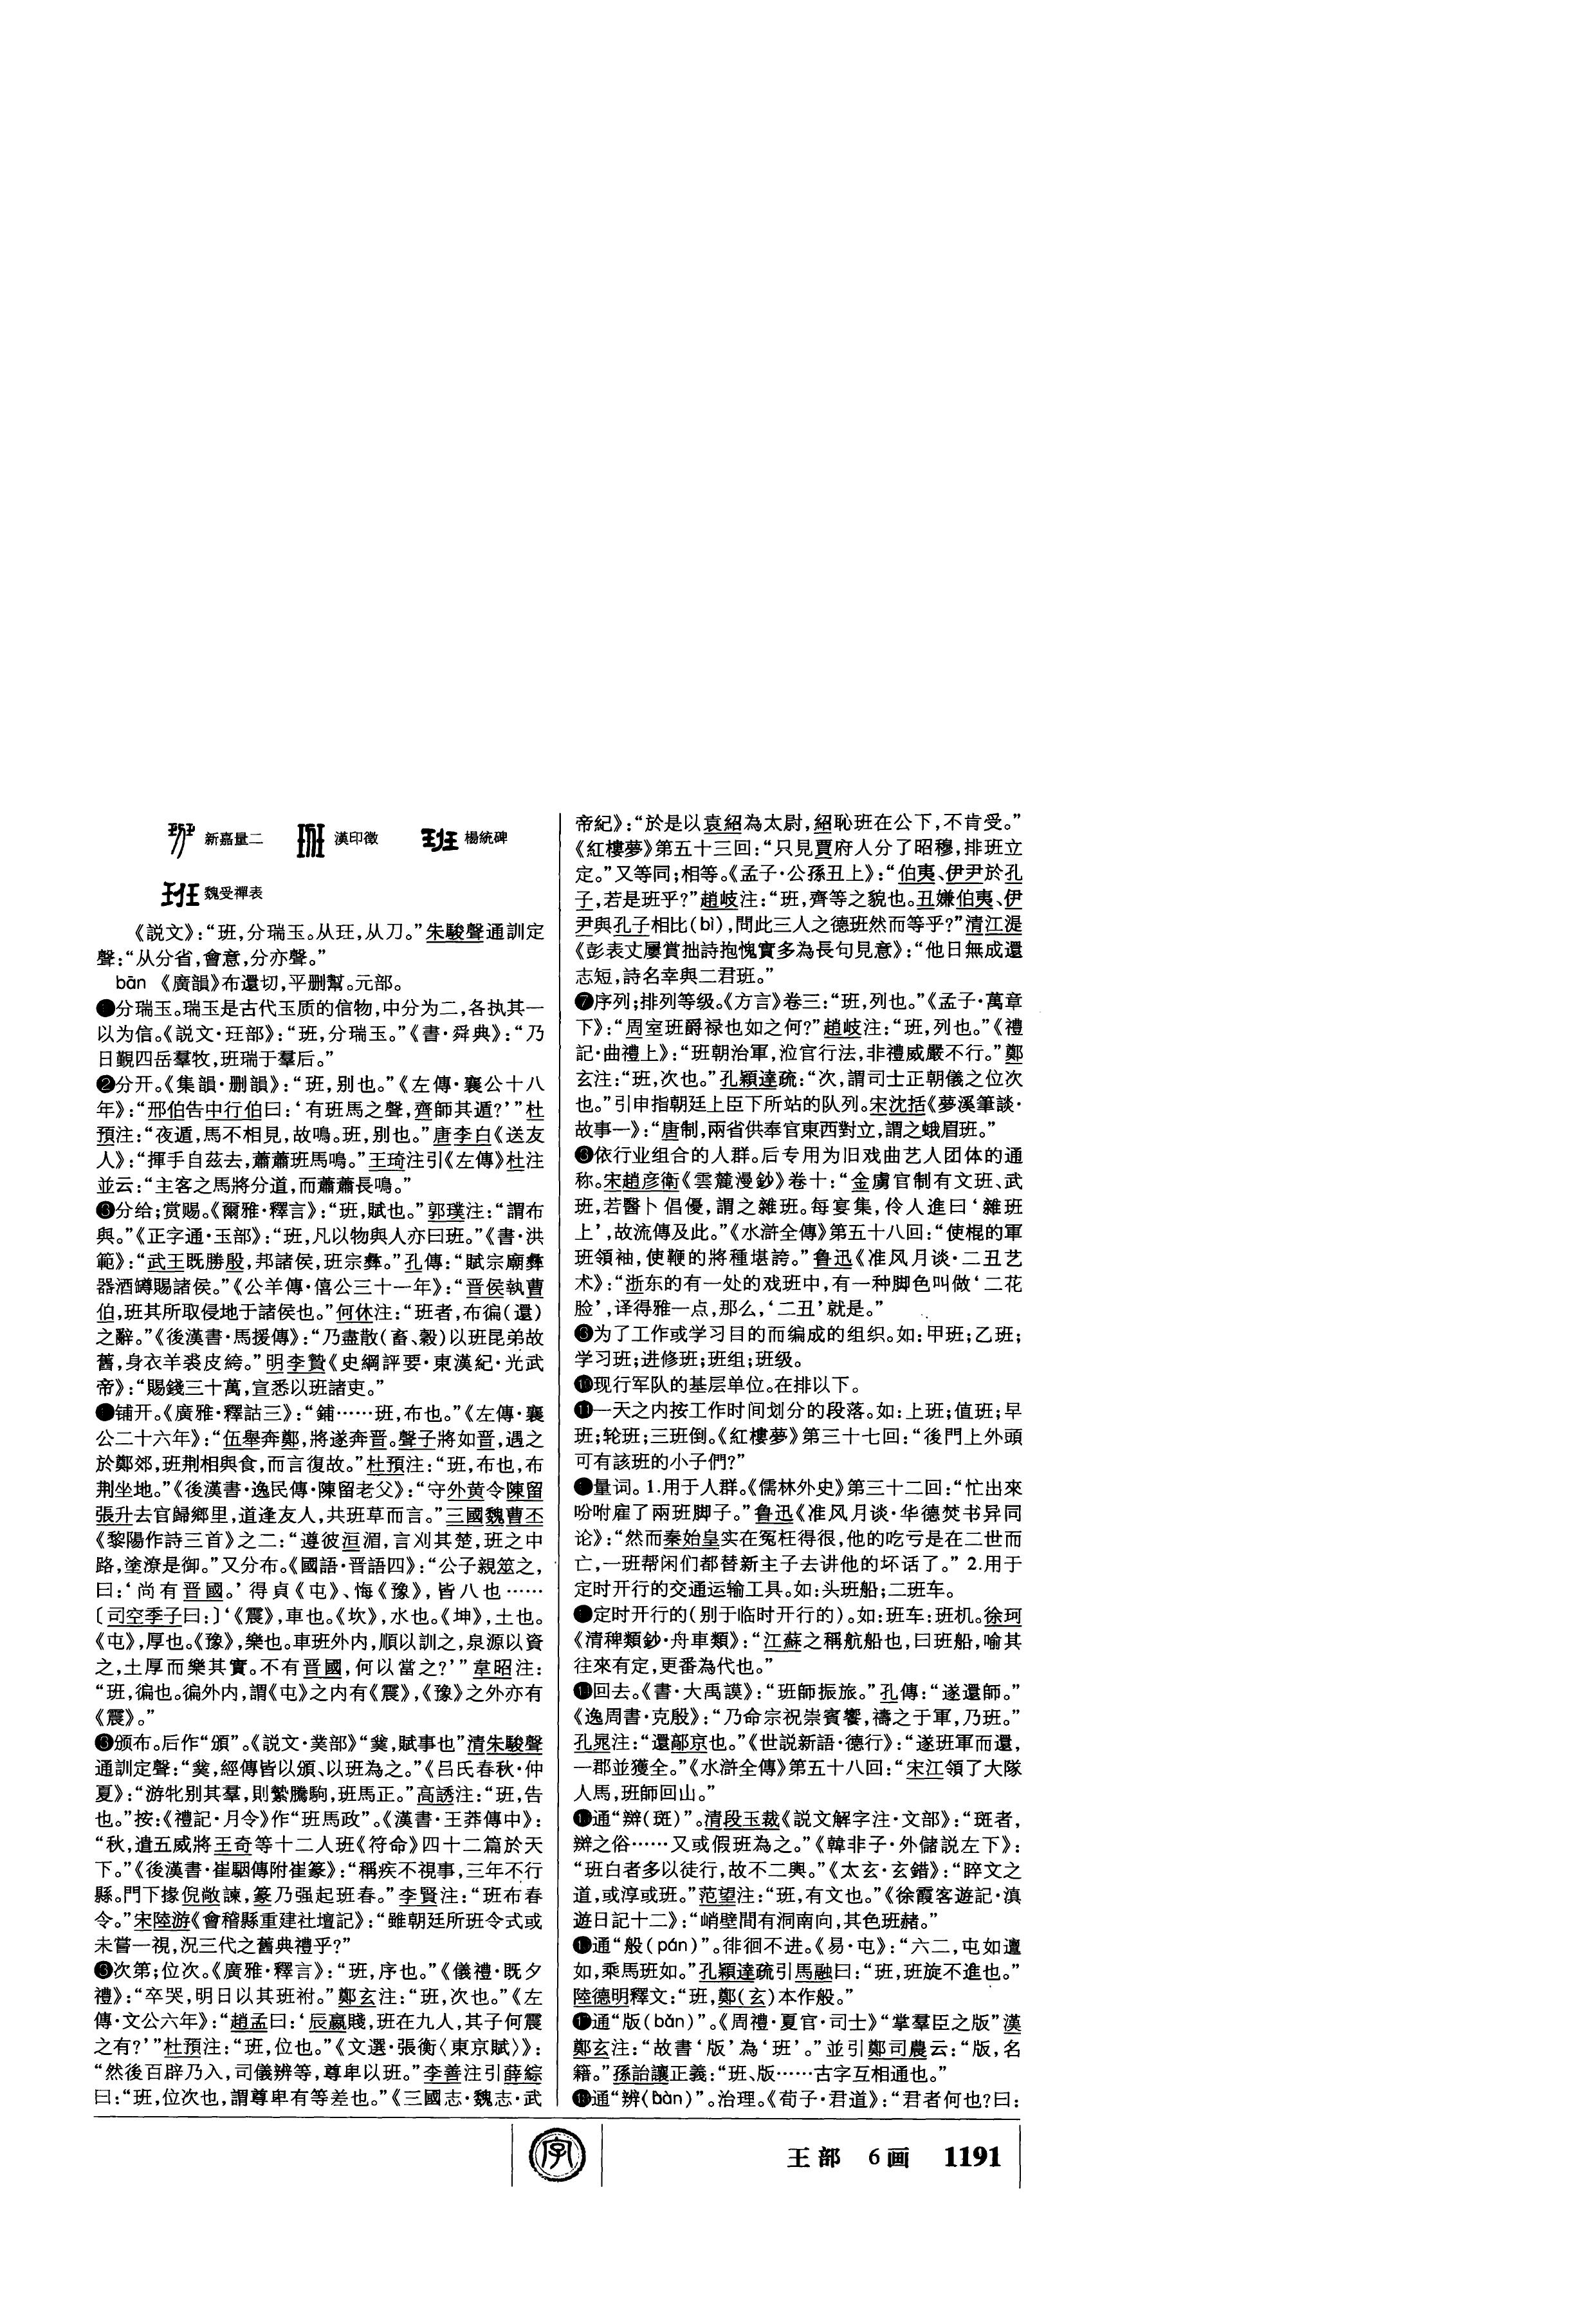 新嘉量二 漢印徵 楊統碑
魏受禪表
《説文》：“班，分瑞玉。从玨，从刀。”朱駿聲通訓定
聲：“从分省，會意，分亦聲。”
bān 《廣韻》布還切，平删幫。元部。
❶分瑞玉。瑞玉是古代玉质的信物，中分为二，各执其一
以为信。《説文·玨部》：“班，分瑞玉。”《書·舜典》：“乃
日覲四岳羣牧，班瑞于羣后。”
❷分开。《集韻·删韻》：“班，别也。”《左傳·襄公十八
年》：“邢伯告中行伯曰：‘有班馬之聲，齊師其遁？’”杜
預注：“夜遁，馬不相見，故鳴。班，别也。”唐李白《送友
人》：“揮手自茲去，蕭蕭班馬鳴。”王琦注引《左傳》杜注
並云：“主客之馬將分道，而蕭蕭長鳴。”
❸分给；赏赐。《爾雅·釋言》：“班，賦也。”郭璞注：“謂布
與。”《正字通·玉部》：“班，凡以物與人亦曰班。”《書·洪
範》：“武王既勝殷，邦諸侯，班宗彝。”孔傳：“賦宗廟彝
器酒罇賜諸侯。”《公羊傳·僖公三十一年》：“晋侯執曹
伯，班其所取侵地于諸侯也。”何休注：“班者，布徧（還）
之辭。”《後漢書·馬援傳》：“乃盡散（畜、穀）以班昆弟故
舊，身衣羊裘皮絝。”明李贄《史綱評要·東漢紀·光武
帝》：“賜錢三十萬，宣悉以班諸吏。”
❹铺开。《廣雅·釋詁三》：“鋪……班，布也。”《左傳·襄
公二十六年》：“伍舉奔鄭，將遂奔晋。聲子將如晋，遇之
於鄭郊，班荆相與食，而言復故。”杜預注：“班，布也，布
荆坐地。”《後漢書·逸民傳·陳留老父》：“守外黄令陳留
張升去官歸鄉里，道逢友人，共班草而言。”三國魏曹丕
《黎陽作詩三首》之二：“遵彼洹湄，言刈其楚，班之中
路，塗潦是御。”又分布。《國語·晋語四》：“公子親筮之，
曰：‘尚有晋國。’得貞《屯》、悔《豫》，皆八也……
〔司空季子曰：〕‘《震》，車也。《坎》，水也。《坤》，土也。
《屯》，厚也。《豫》，樂也。車班外内，順以訓之，泉源以資
之，土厚而樂其實。不有晋國，何以當之？’”韋昭注：
“班，徧也。徧外内，謂《屯》之内有《震》，《豫》之外亦有
《震》。”
❺颁布。后作“頒”。《説文·菐部》“羛，賦事也”清朱駿聲
通訓定聲：“，經傳皆以頒、以班為之。”《吕氏春秋·仲
夏》：“游牝别其羣，則縶騰駒，班馬正。”高誘注：“班，告
也。”按：《禮記·月令》作“班馬政”。《漢書·王莽傳中》：
“秋，遣五威將王奇等十二人班《符命》四十二篇於天
下。”《後漢書·崔駰傳附崔篆》：“稱疾不視事，三年不行
縣。門下掾倪敞諫，篆乃强起班春。”李賢注：“班布春
令。”宋陸游《會稽縣重建社壇記》：“雖朝廷所班令式或
未嘗一視，況三代之舊典禮乎？”
❻次第；位次。《廣雅·釋言》：“班，序也。”《儀禮·既夕
禮》：“卒哭，明日以其班祔。”鄭玄注：“班，次也。”《左
傳·文公六年》：“趙孟曰：‘辰嬴賤，班在九人，其子何震
之有？’”杜預注：“班，位也。”《文選·張衡〈東京賦〉》：
“然後百辟乃入，司儀辨等，尊卑以班。”李善注引薛綜
曰：“班，位次也，謂尊卑有等差也。”《三國志·魏志·武
帝紀》：“於是以袁紹為太尉，紹恥班在公下，不肯受。”
《紅樓夢》第五十三回：“只見賈府人分了昭穆，排班立
定。”又等同；相等。《孟子·公孫丑上》：“伯夷、伊尹於孔
子，若是班乎？”趙岐注：“班，齊等之貌也。丑嫌伯夷、伊
尹與孔子相比（bǐ），問此三人之德班然而等乎？”清江湜
《彭表丈屢賞拙詩抱愧實多為長句見意》：“他日無成還
志短，詩名幸與二君班。”
❼序列；排列等级。《方言》卷三：“班，列也。”《孟子·萬章
下》：“周室班爵禄也如之何？”趙岐注：“班，列也。”《禮
記·曲禮上》：“班朝治軍，涖官行法，非禮威嚴不行。”鄭
玄注：“班，次也。”孔穎達疏：“次，謂司士正朝儀之位次
也。”引申指朝廷上臣下所站的队列。宋沈括《夢溪筆談·
故事一》：“唐制，兩省供奉官東西對立，謂之蛾眉班。”
❽依行业组合的人群。后专用为旧戏曲艺人团体的通
称。宋趙彦衛《雲麓漫鈔》卷十：“金虜官制有文班、武
班，若醫卜倡優，謂之雜班。每宴集，伶人進曰‘雜班
上’，故流傳及此。”《水滸全傳》第五十八回：“使棍的軍
班領袖，使鞭的將種堪誇。”鲁迅《准风月谈·二丑艺
术》：“浙东的有一处的戏班中，有一种脚色叫做‘二花
脸’，译得雅一点，那么，‘二丑’就是。”
❾为了工作或学习目的而编成的组织。如：甲班；乙班；
学习班；进修班；班组；班级。
❿现行军队的基层单位。在排以下。
⓫一天之内按工作时间划分的段落。如：上班；值班；早
班；轮班；三班倒。《紅樓夢》第三十七回：“後門上外頭
可有該班的小子們？”
⓬量词。1.用于人群。《儒林外史》第三十二回：“忙出來
吩咐雇了兩班脚子。”鲁迅《准风月谈·华德焚书异同
论》：“然而秦始皇实在冤枉得很，他的吃亏是在二世而
亡，一班帮闲们都替新主子去讲他的坏话了。” 2.用于
定时开行的交通运输工具。如：头班船；二班车。
⓭定时开行的（别于临时开行的）。如：班车：班机。徐珂
《清稗類鈔·舟車類》：“江蘇之稱航船也，曰班船，喻其
往來有定，更番為代也。”
⓮回去。《書·大禹謨》：“班師振旅。”孔傳：“遂還師。”
《逸周書·克殷》：“乃命宗祝崇賓饗，禱之于軍，乃班。”
孔晁注：“還鄗京也。”《世説新語·德行》：“遂班軍而還，
一郡並獲全。”《水滸全傳》第五十八回：“宋江領了大隊
人馬，班師回山。”
⓯通“辬（斑）”。清段玉裁《説文解字注·文部》：“斑者，
辬之俗……又或假班為之。”《韓非子·外儲説左下》：
“班白者多以徒行，故不二輿。”《太玄·玄錯》：“睟文之
道，或淳或班。”范望注：“班，有文也。”《徐霞客遊記·滇
遊日記十二》：“峭壁間有洞南向，其色班赭。”
⓰通“般（pán）”。徘徊不进。《易·屯》：“六二，屯如邅
如，乘馬班如。”孔穎達疏引馬融曰：“班，班旋不進也。”
陸德明釋文：“班，鄭（玄）本作般。”
⓱通“版（bǎn）”。《周禮·夏官·司士》“掌羣臣之版”漢
鄭玄注：“故書‘版’為‘班’。”並引鄭司農云：“版，名
籍。”孫詒讓正義：“班、版……古字互相通也。”
⓲通“辨（bàn）”。治理。《荀子·君道》：“君者何也？曰：
字
王部 6画 1191